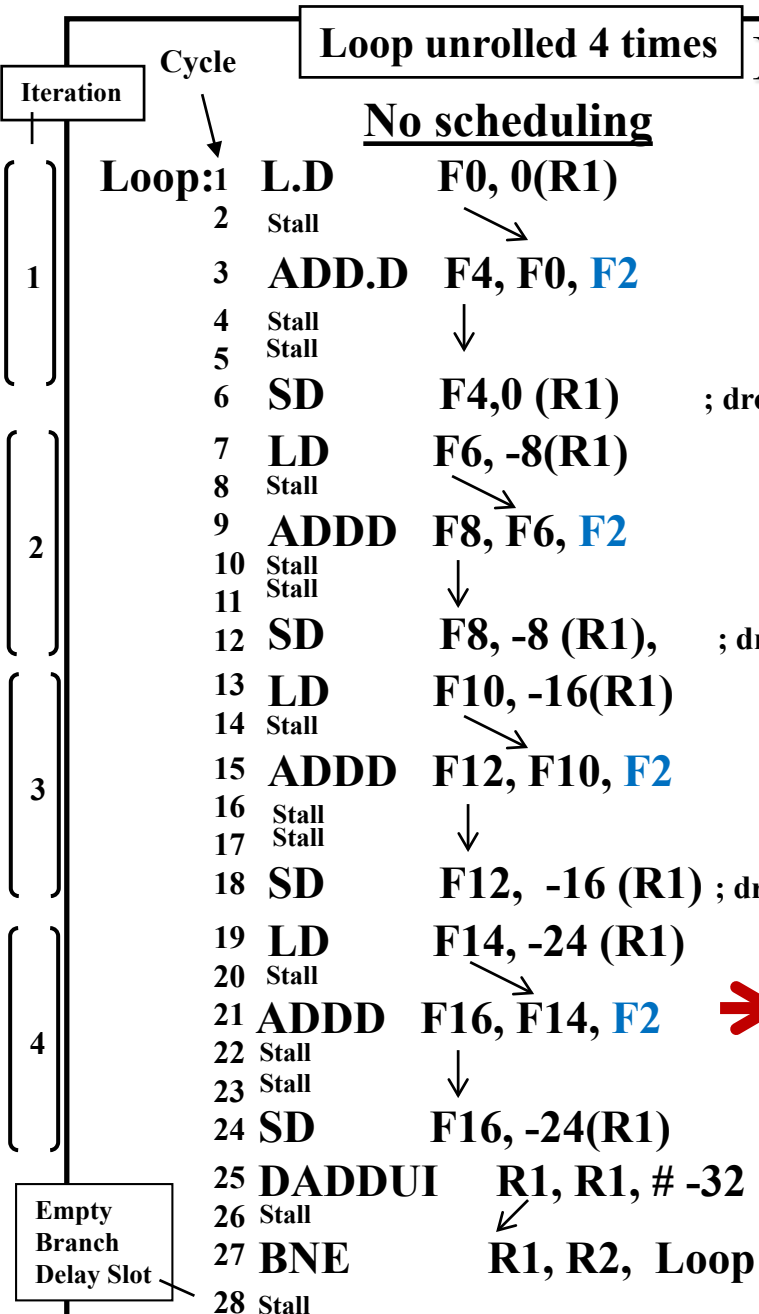 Loop unrolled 4 times
Cycle
Iteration
No scheduling
Loop:1 L.D F0, 0(R1)
2 Stall
1
3 ADD.D F4, F0, F2
4 Stall
5 Stall
6 SD F4,0 (R1)
7 LD F6, -8(R1)
8 Stall
9 ADDD F8, F6, F2
2
10 Stall
11 Stall
12 SD F8, -8 (R1), ;
13 LD F10, -16(R1)
14 Stall
15 ADDD F12, F10, F2
3
16 Stall
17 Stall
18 SD F12, -16 (R1) ;
19 LD F14, -24 (R1)
20 Stall
21 ADDD F16, F14, F2
4
22 Stall
23 Stall
24 SD F16, -24(R1)
25 DADDUI R1, R1, # -32
26 Stall
27 BNE R1, R2, Loop
28 Stall
Empty
Branch
Delay Slot